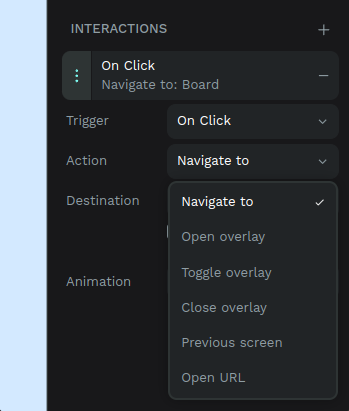 INTERACTIONS
On Click
Navigate to: Board
Trigger
On Click
Action
Navigate to
Destination
Navigate to
Open overlay
Toggle overlay
Close overlay
Animation
Previous screen
Open URL